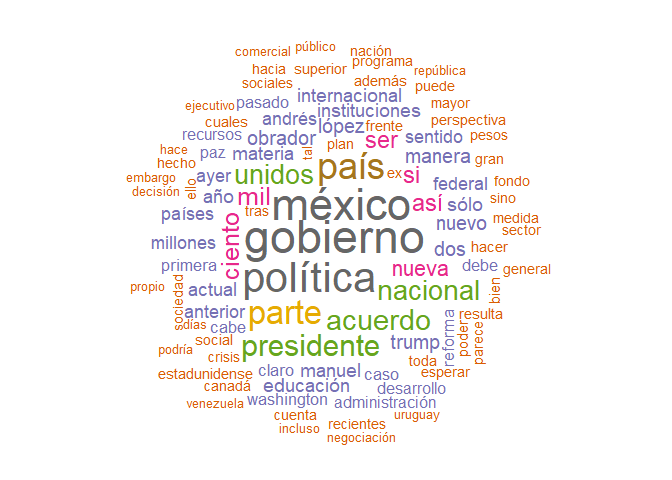 público
comercial
nación
programa
hacia
superior
república
sociales
además
puede
internacional
pasado
ejecutivo
instituciones
mayor
cuales
andrés
lópez
frente
perspectiva
recursos
obrador
plan
ser
sentido
pesos
hace
paz
materia
tal
país
manera
gran
hecho
unidos
ex
si
embargo
ayer
federal
fondo
decisión
ello
año
mil
méxico
así
sólo
sino
países
tras
nuevo
medida
sector
millones
ciento
gobierno
dos
hacer
primera
política
nueva
debe
general
propio
sociedad
actual
nacional
bien
anterior
parte
acuerdo
reforma
poder
resulta
días
cabe
social
presidente
trump
parece
podría
crisis
toda
estadunidense
claro
manuel
caso
esperar
canadá
educación
desarrollo
venezuela
washington
administración
cuenta
uruguay
incluso
recientes
negociación